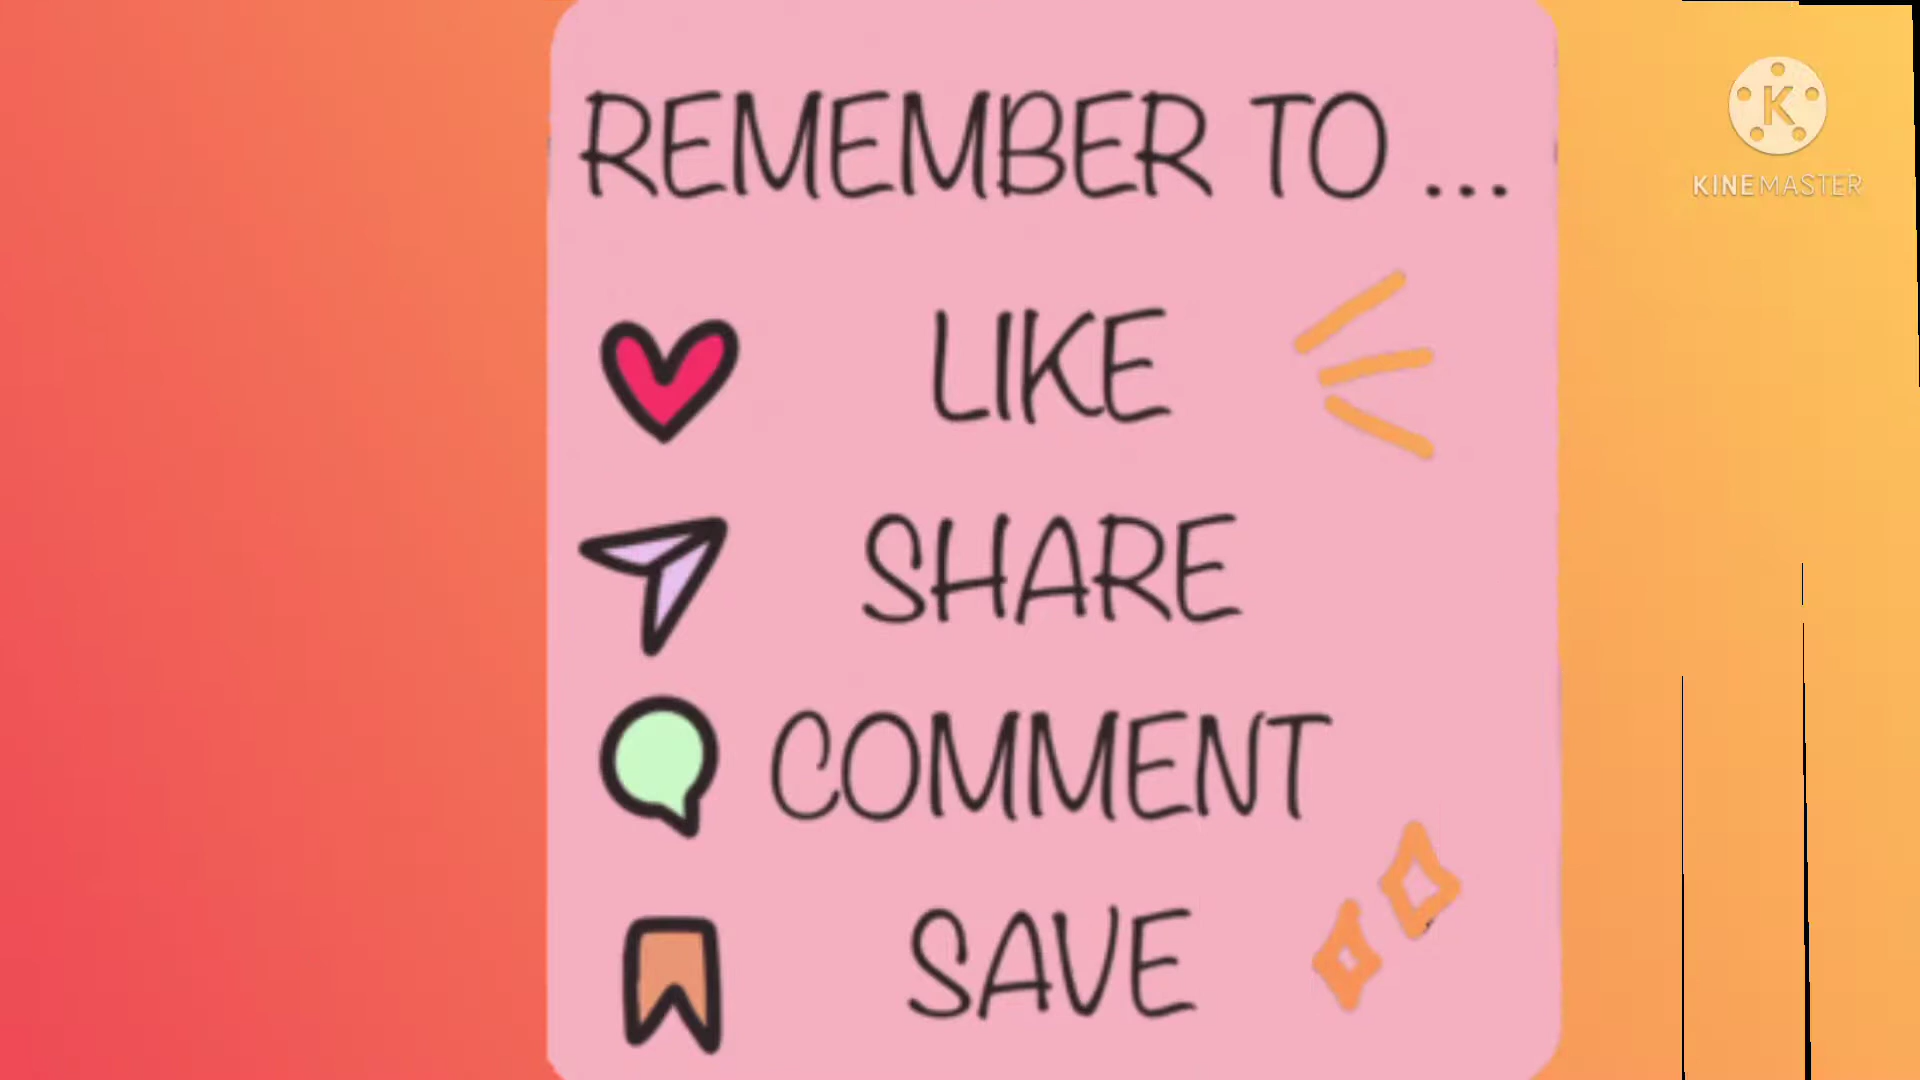 REMEMBER TO ...
LIKE
SHARE
COMMENT
SAVE
K
KINEMASTER